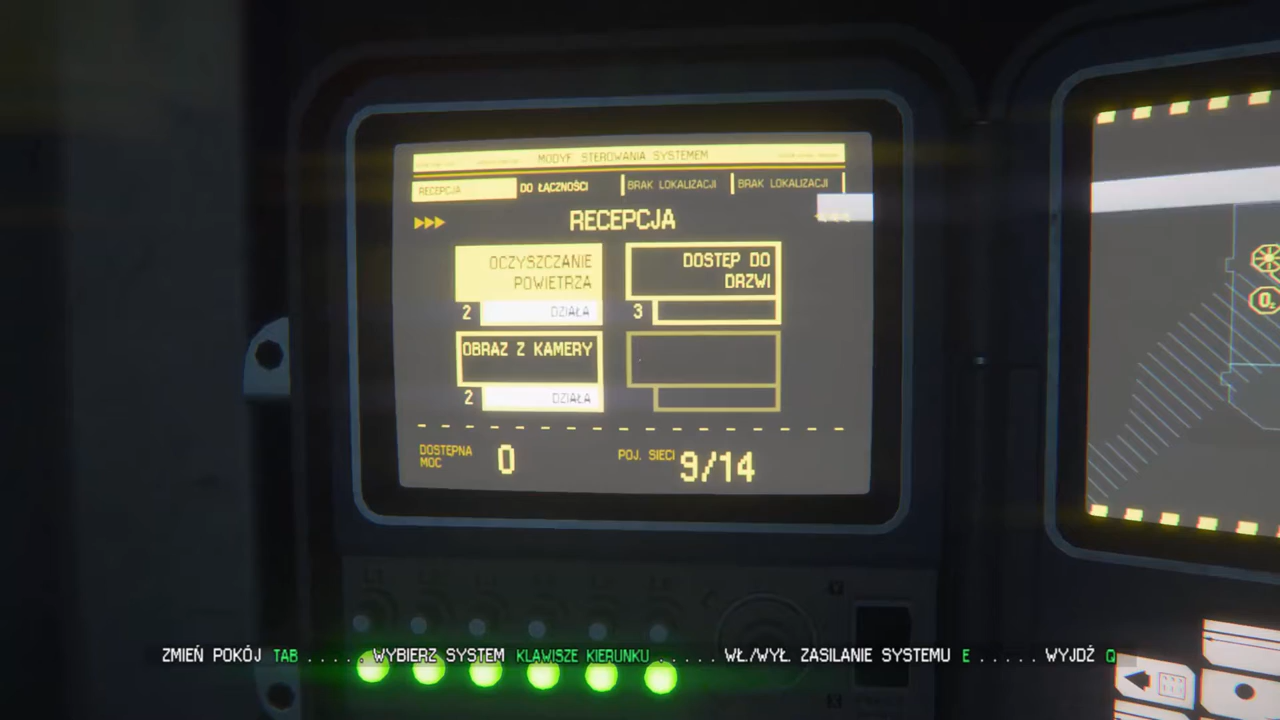 MODYF. STEROWANIA SYSTEMEM
RECEPCJA DO ŁĄCZNOŚCI BRAK LOKALIZACJI BRAK LOKALIZACJI
RECEPCJA
OCZYSZCZANIE
POWIETRZA
2 DZIAŁA
DOSTĘP DO
DRZWI
3
OBRAZ Z KAMERY
2 DZIAŁA
DOSTĘPNA
MOC 0
POJ. SIECI 9/14
ZMIEŃ POKÓJ TAB ..... WYBIERZ SYSTEM KLAWISZE KIERUNKU ..... WŁ./WYŁ. ZASILANIE SYSTEMU E ..... WYJDŹ Q